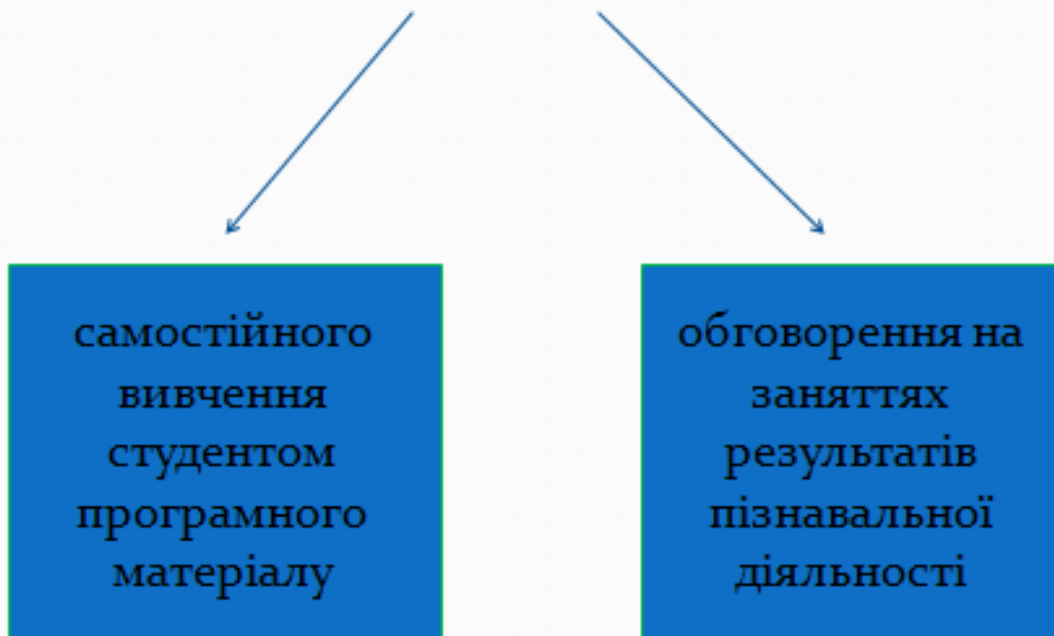 самостійного
вивчення
студентом
програмного
матеріалу
обговорення на
заняттях
результатів
пізнавальної
діяльності